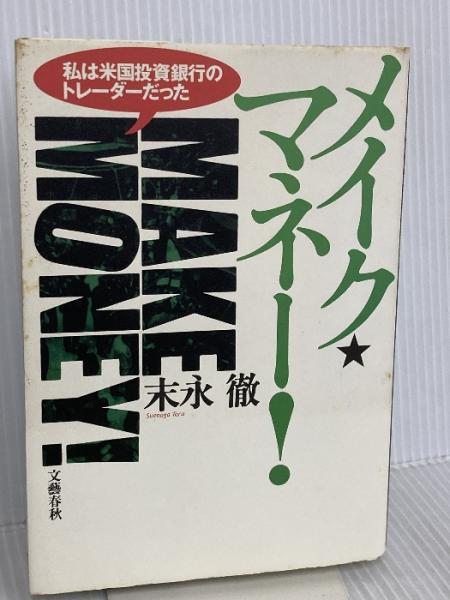 私は米国投資銀行の
トレーダーだった
メイク★
マネー!
MAKE
MONEY!
末永 徹
Suenaga Toru
文藝春秋